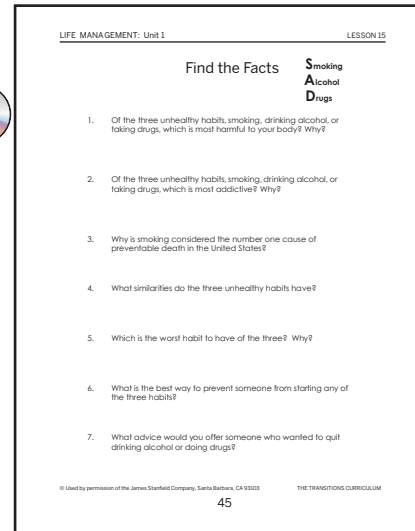 LIFE MANAGEMENT: Unit 1 LESSON 15
Find the Facts
Smoking
Alcohol
Drugs
1. Of the three unhealthy habits, smoking, drinking alcohol, or
taking drugs, which is most harmful to your body? Why?
2. Of the three unhealthy habits, smoking, drinking alcohol, or
taking drugs, which is most addictive? Why?
3. Why is smoking considered the number one cause of
preventable death in the United States?
4. What similarities do the three unhealthy habits have?
5. Which is the worst habit to have of the three? Why?
6. What is the best way to prevent someone from starting any of
the three habits?
7. What advice would you offer someone who wanted to quit
drinking alcohol or doing drugs?
© Used by permission of the James Stanfield Company, Santa Barbara, CA 93103 THE TRANSITIONS CURRICULUM
45